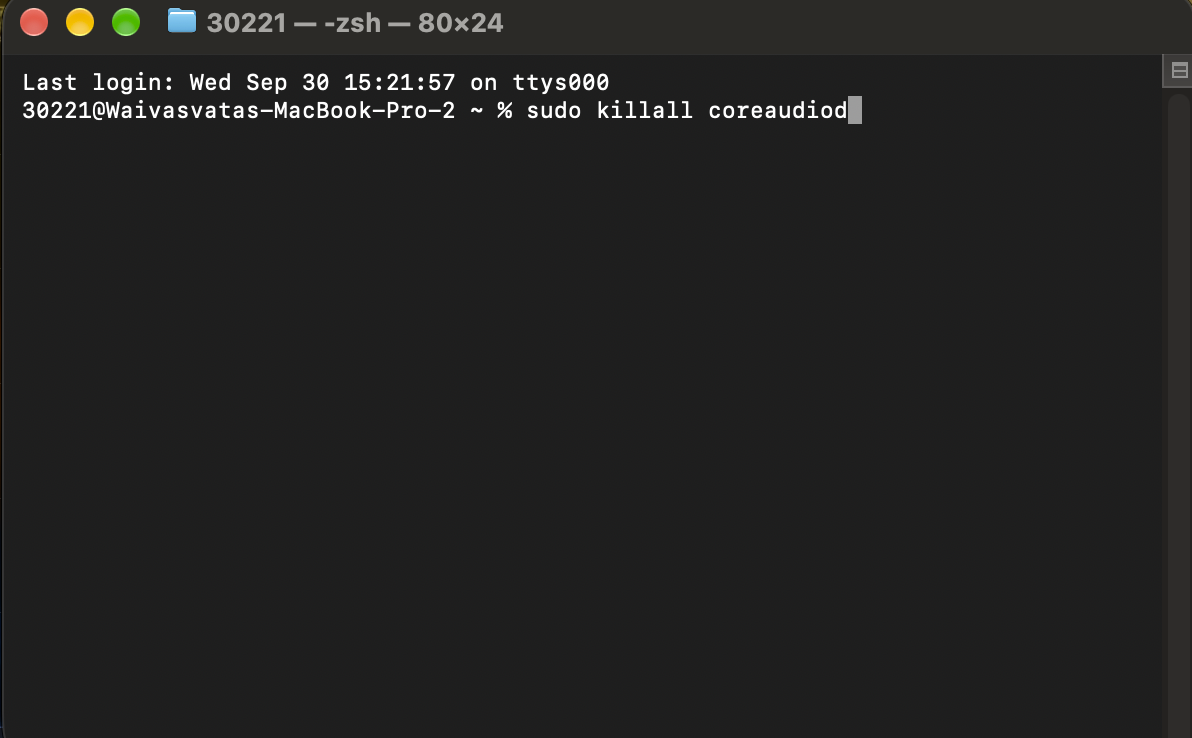 30221 — -zsh — 80×24
Last login: Wed Sep 30 15:21:57 on ttys000
30221@Waivasvatas-MacBook-Pro-2 ~ % sudo killall coreaudiod